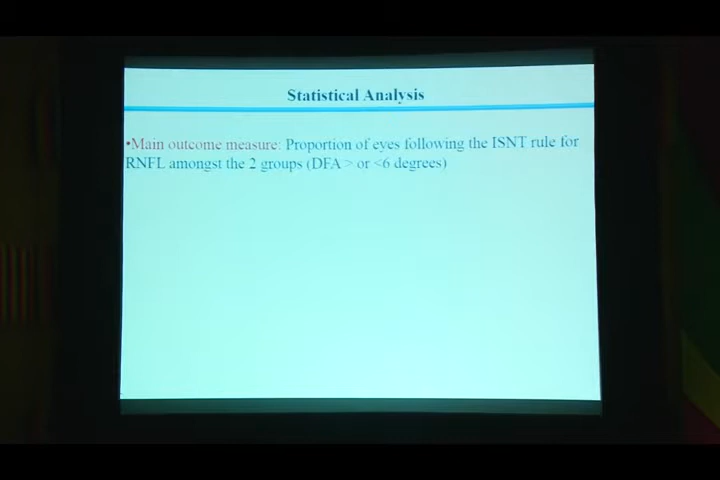 Statistical Analysis
•Main outcome measure: Proportion of eyes following the ISNT rule for
RNFL amongst the 2 groups (DFA > or <6 degrees)